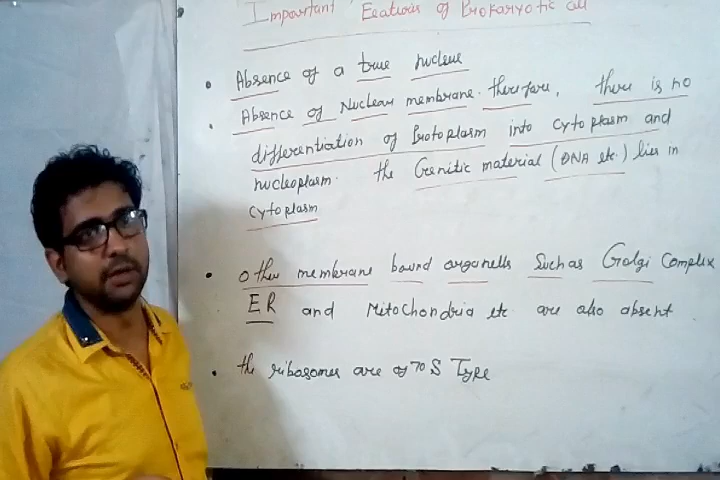 Important Features of Prokaryotic cell
• Absence of a true nucleus
• Absence of Nuclear membrane. therefore, there is no
differentiation of Protoplasm into cytoplasm and
nucleoplasm. the Genitic material (DNA etc.) lies in
cytoplasm
• other membrane bound organells such as Golgi Complex
ER and Mitochondria etc are also absent
• the ribosomes are of 70 S Type